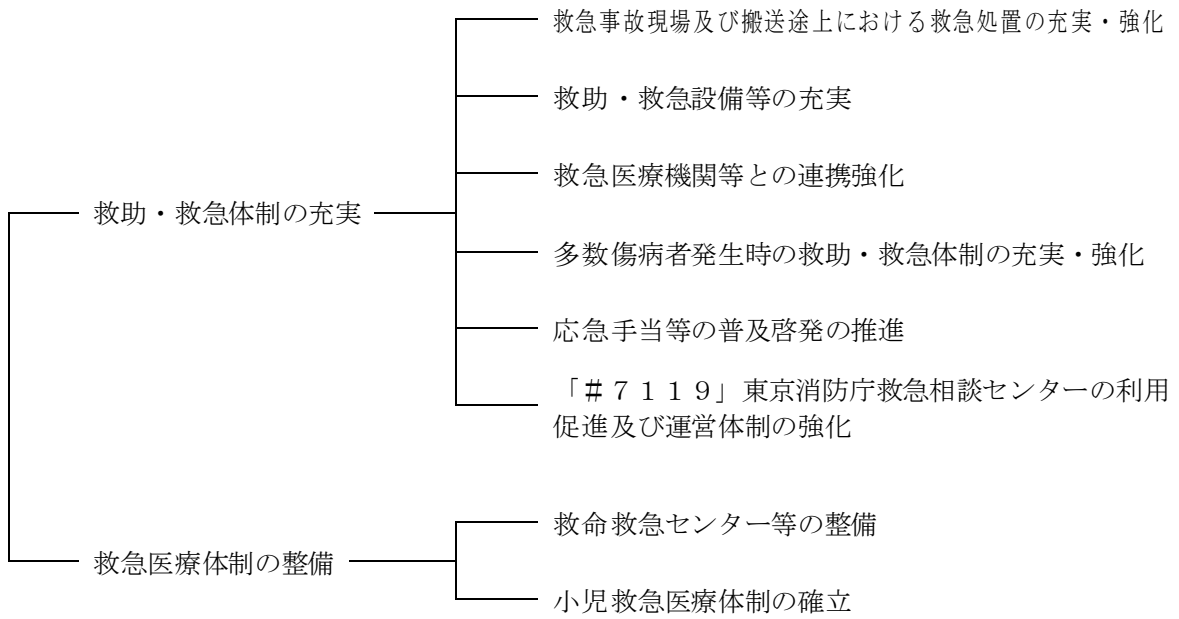 救助・救急体制の充実
救急事故現場及び搬送途上における救急処置の充実・強化
救助・救急設備等の充実
救急医療機関等との連携強化
多数傷病者発生時の救助・救急体制の充実・強化
応急手当等の普及啓発の推進
「#7119」東京消防庁救急相談センターの利用
促進及び運営体制の強化
救急医療体制の整備
救命救急センター等の整備
小児救急医療体制の確立